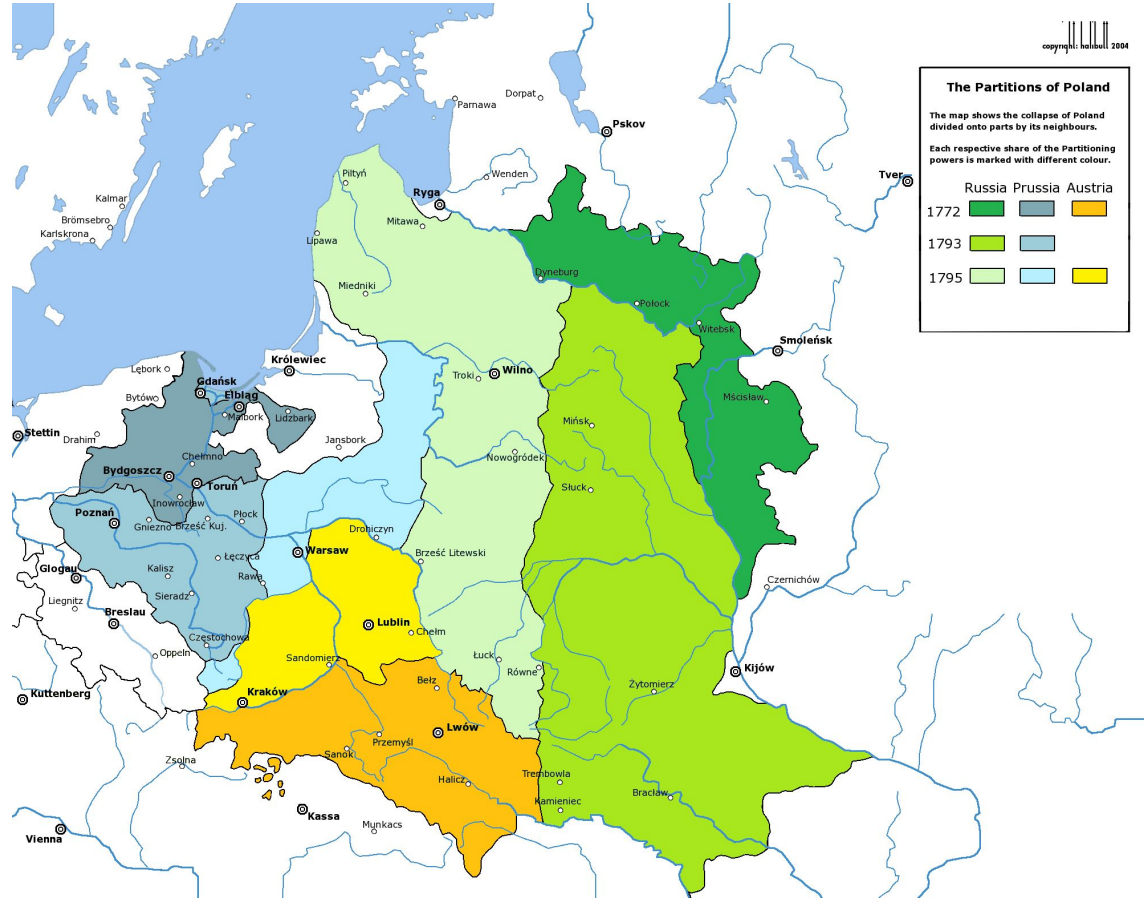 copyright: halibutt 2004
The Partitions of Poland
The map shows the collapse of Poland
divided onto parts by its neighbours.
Each respective share of the Partitioning
powers is marked with different colour.
Russia Prussia Austria
1772
1793
1795
Dorpat
Parnawa
Pskov
Piltyń
Wenden
Tver
Kalmar
Ryga
Brömsebro
Mitawa
Karlskrona
Lipawa
Dyneburg
Miedniki
Połock
Witebsk
Smoleńsk
Królewiec
Lębork
Troki
Wilno
Gdańsk
Bytów
Elbląg
Mścisław
Malbork
Lidzbark
Mińsk
Stettin
Drahim
Jansbork
Chełmno
Nowogródek
Bydgoszcz
Toruń
Słuck
Inowrocław
Poznań
Płock
Gniezno
Brześć Kuj.
Drohiczyn
Warsaw
Brześć Litewski
Łęczyca
Glogau
Kalisz
Rawa
Czernichów
Sieradz
Liegnitz
Breslau
Lublin
Chełm
Częstochowa
Oppeln
Sandomierz
Łuck
Równe
Kijów
Bełz
Żytomierz
Kuttenberg
Kraków
Lwów
Przemyśl
Sanok
Zsolna
Halicz
Trembowla
Bracław
Kamieniec
Kassa
Munkacs
Vienna